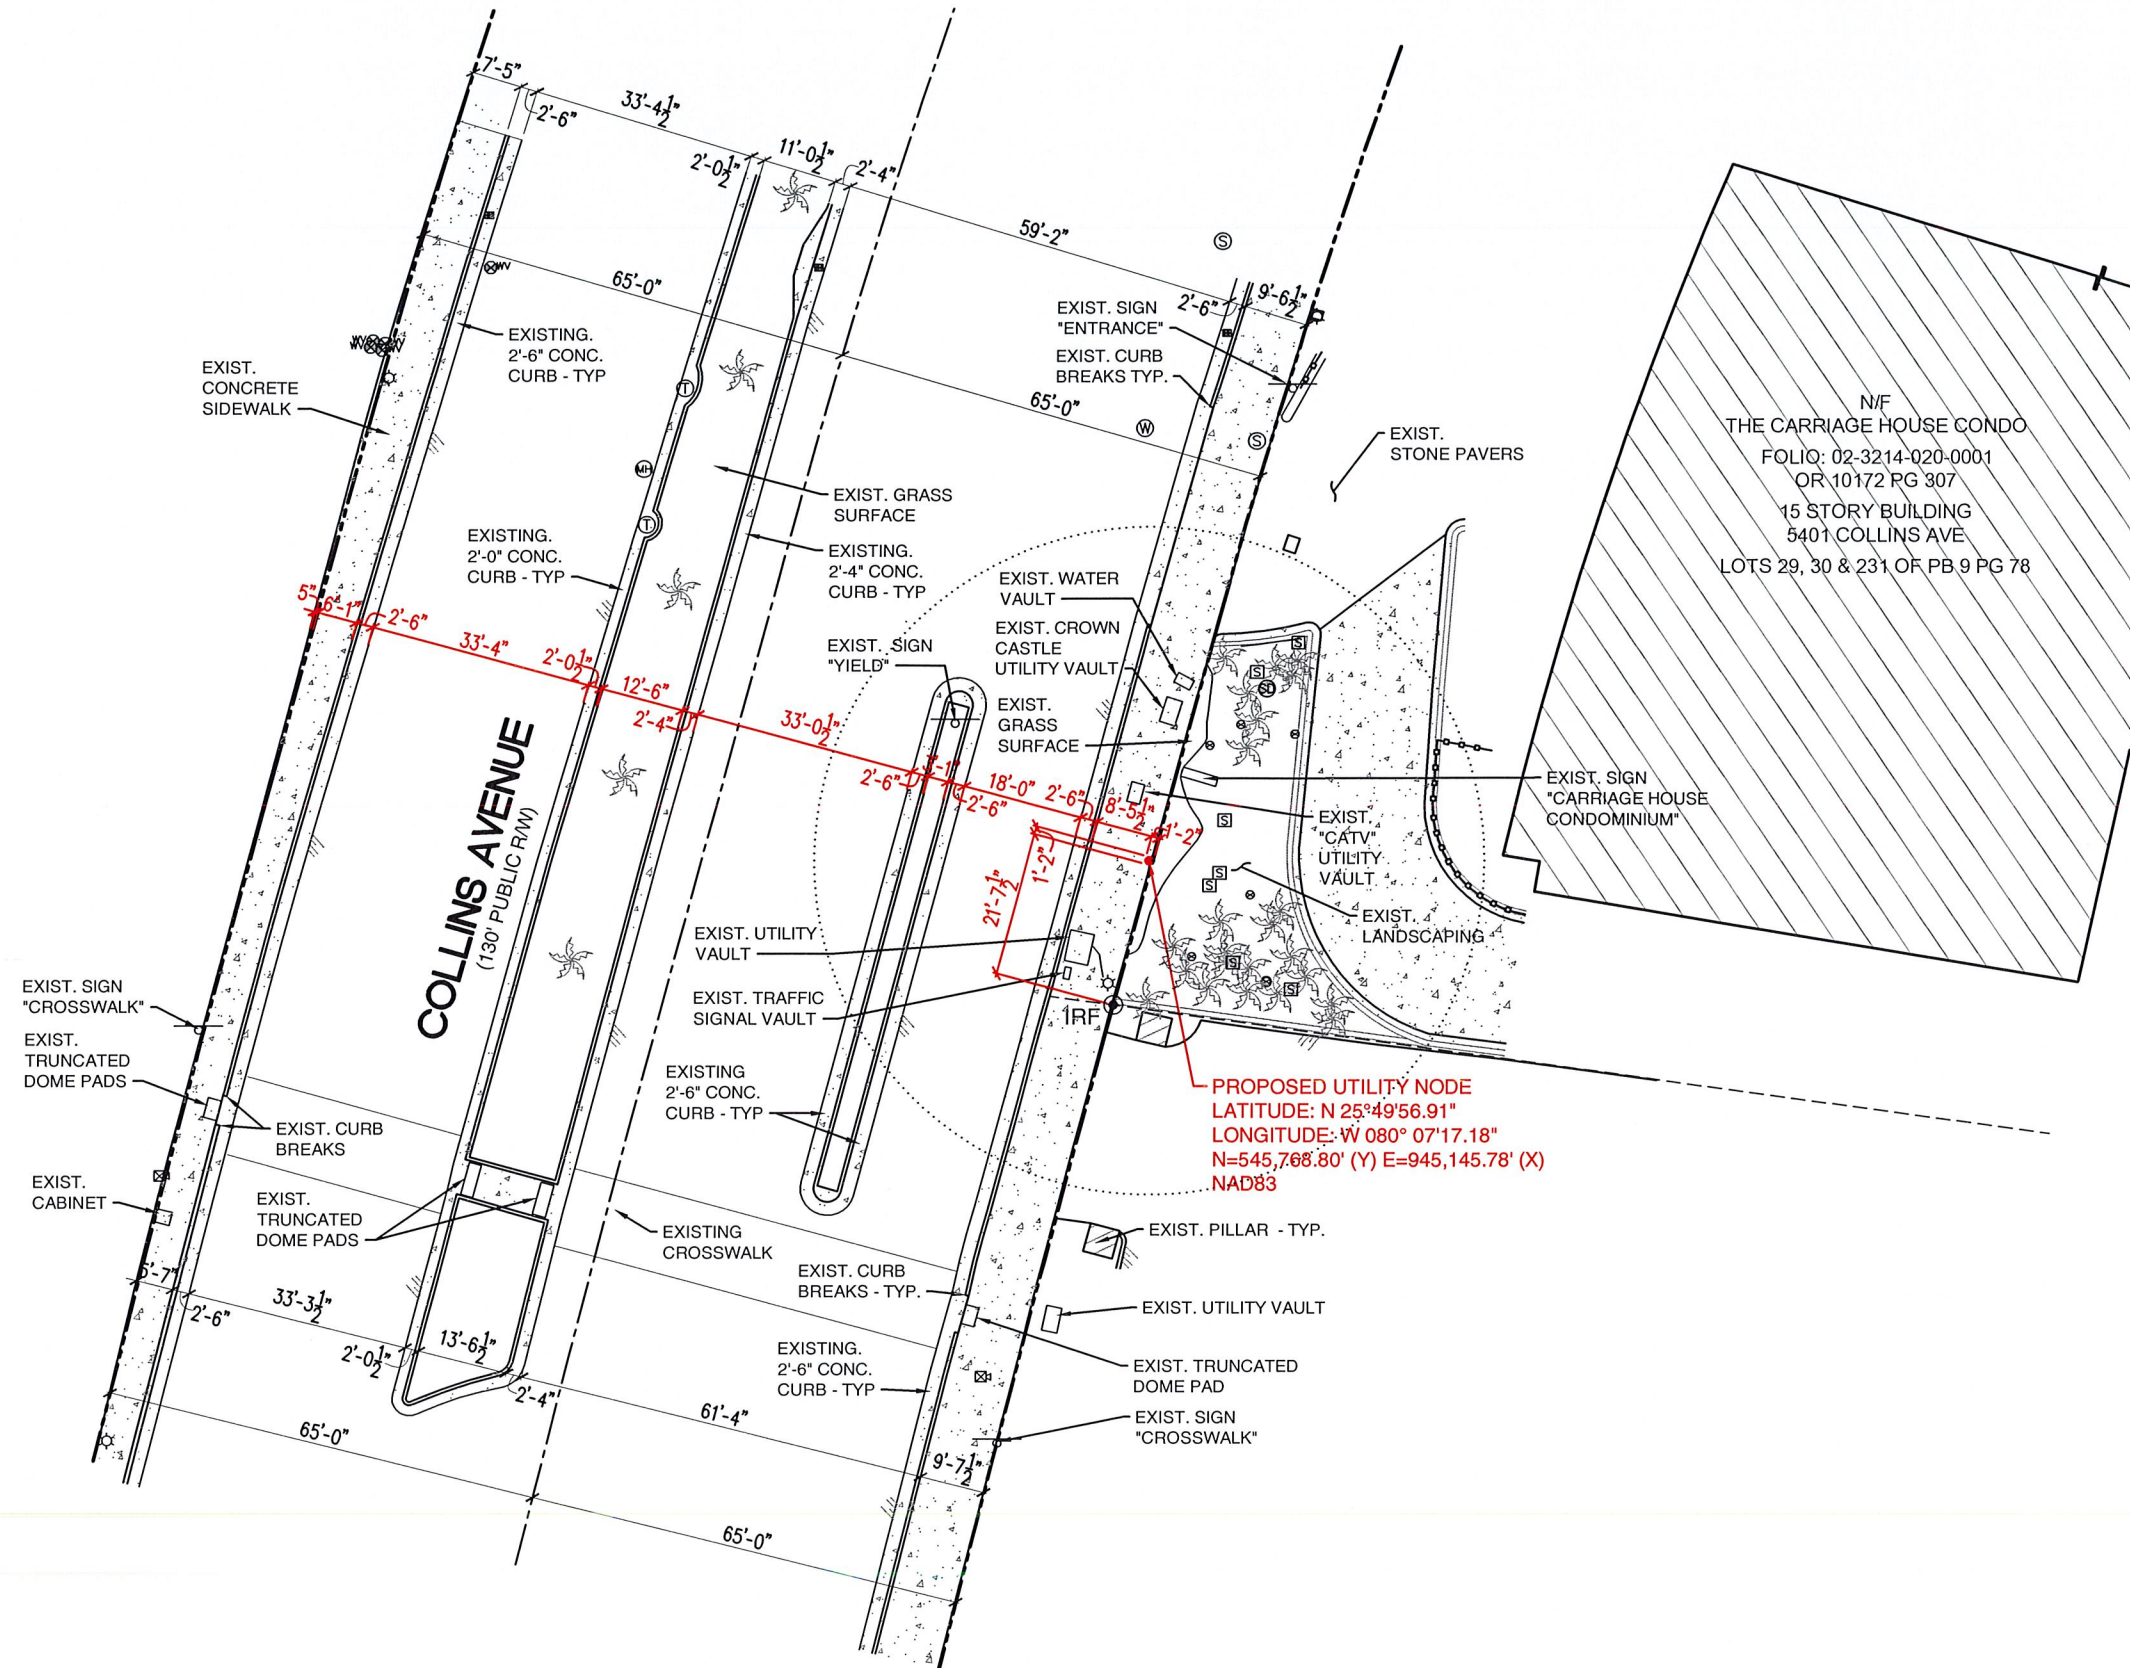 7'-5"
2'-6"
33'-4 1/2"
2'-0 1/2"
11'-0 1/2"
2'-4"
59'-2"
S
2'-6"
9'-6 1/2"
65'-0"
WV
EXIST. SIGN
"ENTRANCE"
EXIST. CURB
BREAKS TYP.
EXISTING.
2'-6" CONC.
CURB - TYP
EXIST.
CONCRETE
SIDEWALK
T
65'-0"
W
S
MH
T
EXIST.
STONE PAVERS
N/F
THE CARRIAGE HOUSE CONDO
FOLIO: 02-3214-020-0001
OR 10172 PG 307
15 STORY BUILDING
5401 COLLINS AVE
LOTS 29, 30 & 231 OF PB 9 PG 78
EXIST. GRASS
SURFACE
EXISTING.
2'-0" CONC.
CURB - TYP
EXISTING.
2'-4" CONC.
CURB - TYP
EXIST. WATER
VAULT
EXIST. CROWN
CASTLE
UTILITY VAULT
EXIST. SIGN
"YIELD"
EXIST.
GRASS
SURFACE
5"
6'-1"
2'-6"
33'-4"
2'-0 1/2"
12'-6"
2'-4"
33'-0 1/2"
2'-6"
2'-6"
18'-0"
2'-6"
8'-5 1/2"
1'-2"
1'-2"
21'-7 1/2"
S
S
SD
S
S
S
S
S
COLLINS AVENUE
(130' PUBLIC R/W)
EXIST. SIGN
"CARRIAGE HOUSE
CONDOMINIUM"
EXIST.
"CATV"
UTILITY
VAULT
EXIST.
LANDSCAPING
EXIST. UTILITY
VAULT
EXIST. TRAFFIC
SIGNAL VAULT
IRF
EXIST. SIGN
"CROSSWALK"
EXIST.
TRUNCATED
DOME PADS
EXISTING
2'-6" CONC.
CURB - TYP
PROPOSED UTILITY NODE
LATITUDE: N 25°49'56.91"
LONGITUDE: W 080° 07'17.18"
N=545,768.80' (Y) E=945,145.78' (X)
NAD83
EXIST. CURB
BREAKS
EXIST.
CABINET
EXIST.
TRUNCATED
DOME PADS
EXISTING
CROSSWALK
EXIST. PILLAR - TYP.
EXIST. CURB
BREAKS - TYP.
EXIST. UTILITY VAULT
EXISTING.
2'-6" CONC.
CURB - TYP
EXIST. TRUNCATED
DOME PAD
EXIST. SIGN
"CROSSWALK"
2'-6"
33'-3 1/2"
2'-0 1/2"
13'-6 1/2"
2'-4"
61'-4"
9'-7 1/2"
65'-0"
65'-0"